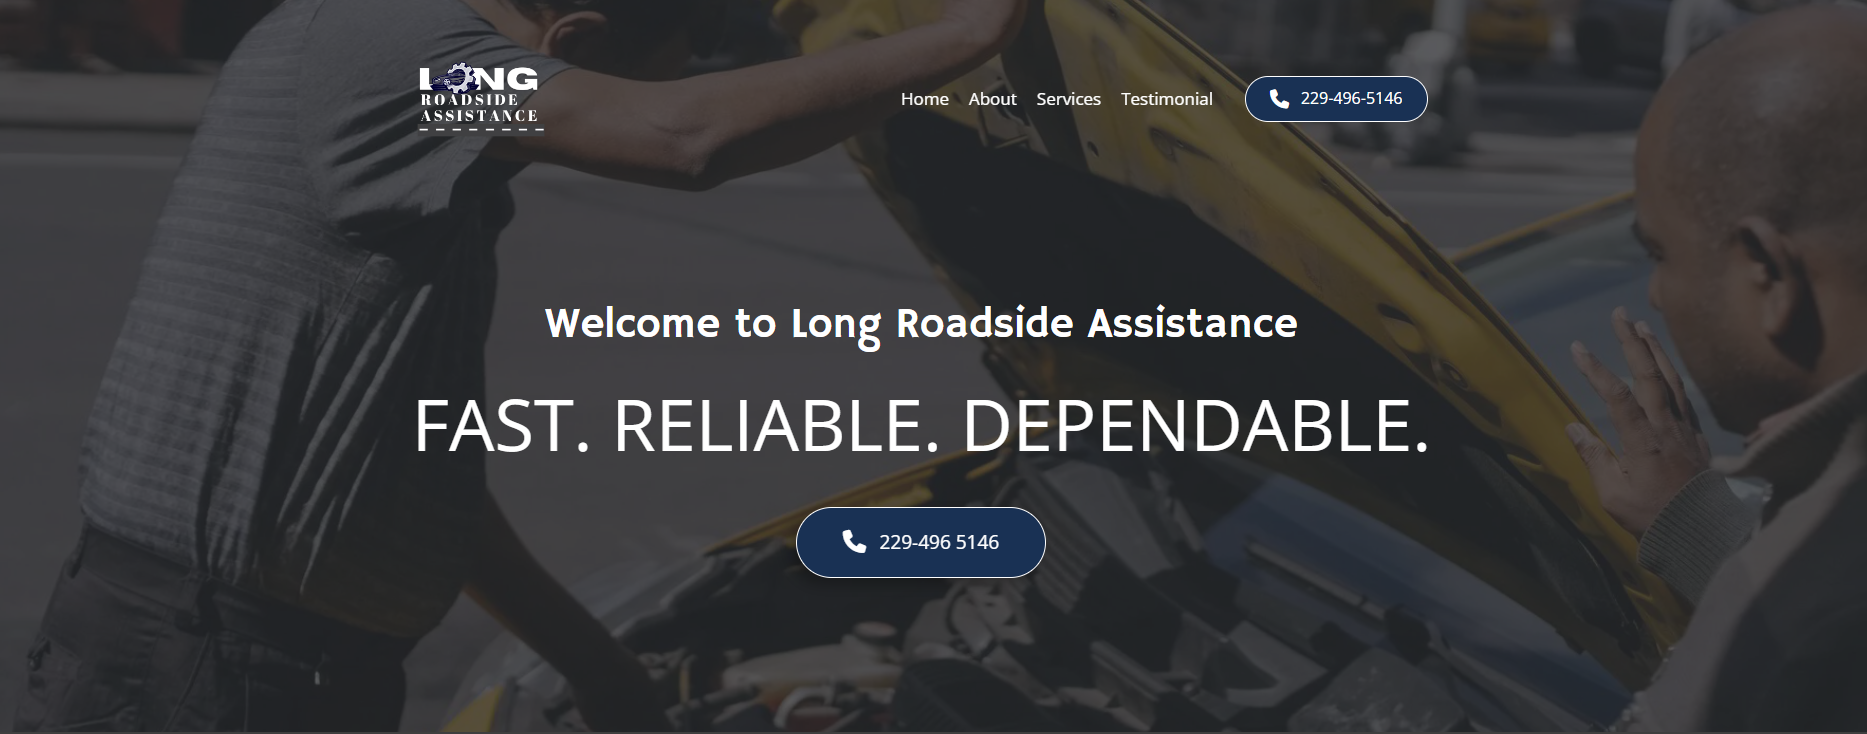 LONG
ROADSIDE
ASSISTANCE
Home About Services Testimonial 229-496-5146
Welcome to Long Roadside Assistance
FAST. RELIABLE. DEPENDABLE.
229-496 5146